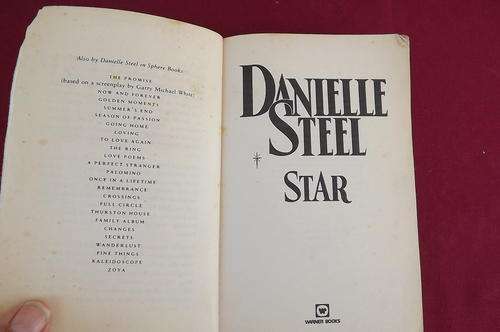 Also by Danielle Steel in Sphere Books
THE PROMISE
(based on a screenplay by Garry Michael White)
NOW AND FOREVER
GOLDEN MOMENTS
SUMMER'S END
SEASON OF PASSION
GOING HOME
LOVING
TO LOVE AGAIN
THE RING
LOVE POEMS
A PERFECT STRANGER
PALOMINO
ONCE IN A LIFETIME
REMEMBRANCE
CROSSINGS
FULL CIRCLE
THURSTON HOUSE
FAMILY ALBUM
CHANGES
SECRETS
WANDERLUST
FINE THINGS
KALEIDOSCOPE
ZOYA
DANIELLE
STEEL
STAR
W
WARNER BOOKS